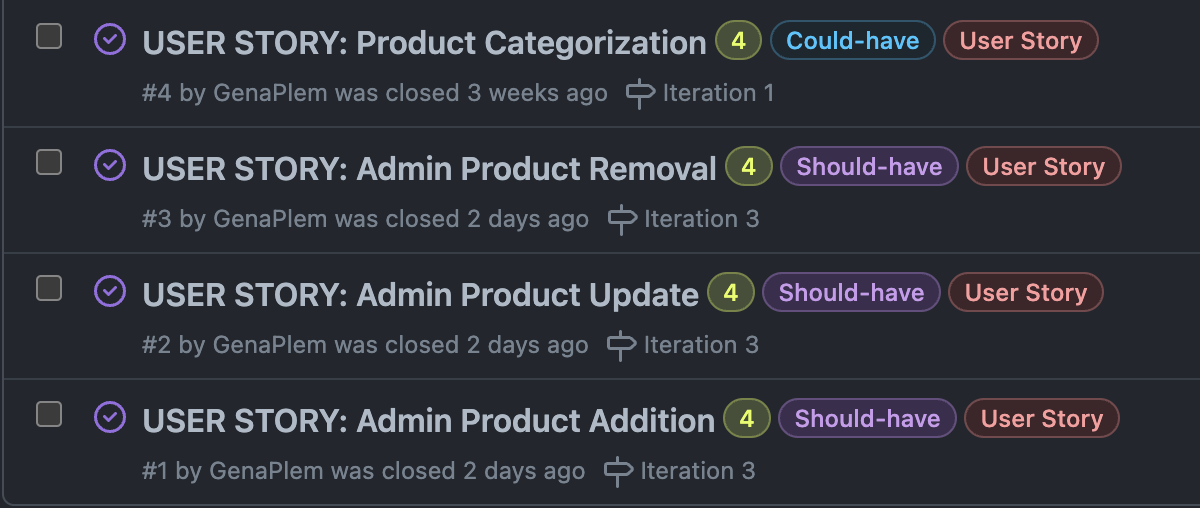 USER STORY: Product Categorization 4 Could-have User Story
#4 by GenaPlem was closed 3 weeks ago Iteration 1
USER STORY: Admin Product Removal 4 Should-have User Story
#3 by GenaPlem was closed 2 days ago Iteration 3
USER STORY: Admin Product Update 4 Should-have User Story
#2 by GenaPlem was closed 2 days ago Iteration 3
USER STORY: Admin Product Addition 4 Should-have User Story
#1 by GenaPlem was closed 2 days ago Iteration 3